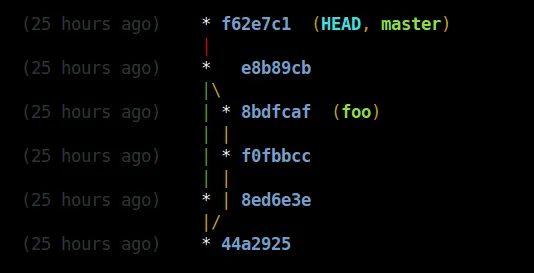 (25 hours ago) * f62e7c1 (HEAD, master)
|
(25 hours ago) * e8b89cb
|\
(25 hours ago) | * 8bdfcaf (foo)
| |
(25 hours ago) | * f0fbbcc
| |
(25 hours ago) * | 8ed6e3e
|/
(25 hours ago) * 44a2925